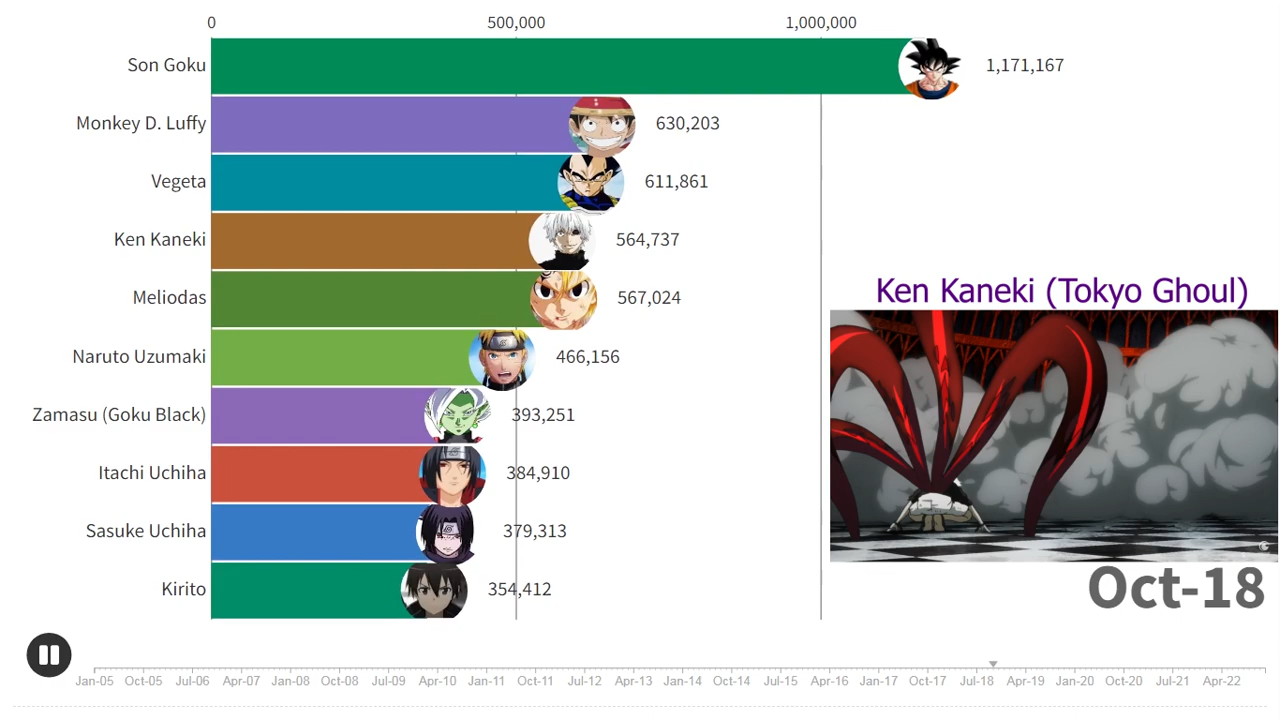 0 500,000 1,000,000
Son Goku 1,171,167
Monkey D. Luffy 630,203
Vegeta 611,861
Ken Kaneki 564,737
Meliodas 567,024
Naruto Uzumaki 466,156
Zamasu (Goku Black) 393,251
Itachi Uchiha 384,910
Sasuke Uchiha 379,313
Kirito 354,412
Ken Kaneki (Tokyo Ghoul)
Oct-18
Jan-05 Oct-05 Jul-06 Apr-07 Jan-08 Oct-08 Jul-09 Apr-10 Jan-11 Oct-11 Jul-12 Apr-13 Jan-14 Oct-14 Jul-15 Apr-16 Jan-17 Oct-17 Jul-18 Apr-19 Jan-20 Oct-20 Jul-21 Apr-22